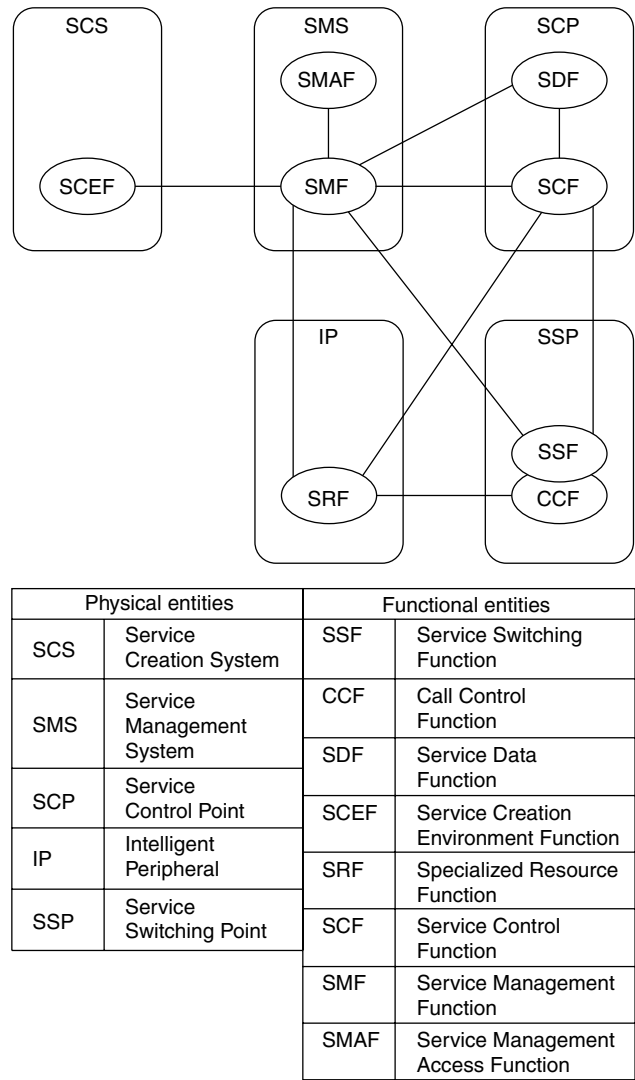 SCS
SMS
SCP
SMAF
SDF
SCEF
SMF
SCF
IP
SSP
SSF
SRF
CCF
Physical entities
SCS
Service
Creation System
SMS
Service
Management
System
SCP
Service
Control Point
IP
Intelligent
Peripheral
SSP
Service
Switching Point
Functional entities
SSF
Service Switching
Function
CCF
Call Control
Function
SDF
Service Data
Function
SCEF
Service Creation
Environment Function
SRF
Specialized Resource
Function
SCF
Service Control
Function
SMF
Service Management
Function
SMAF
Service Management
Access Function